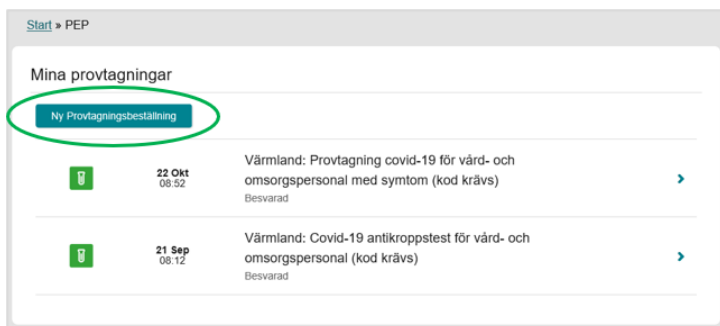 Start » PEP
Mina provtagningar
Ny Provtagningsbeställning
22 Okt
08:52
Värmland: Provtagning covid-19 för vård- och
omsorgspersonal med symtom (kod krävs)
Besvarad
21 Sep
08:12
Värmland: Covid-19 antikroppstest för vård- och
omsorgspersonal (kod krävs)
Besvarad